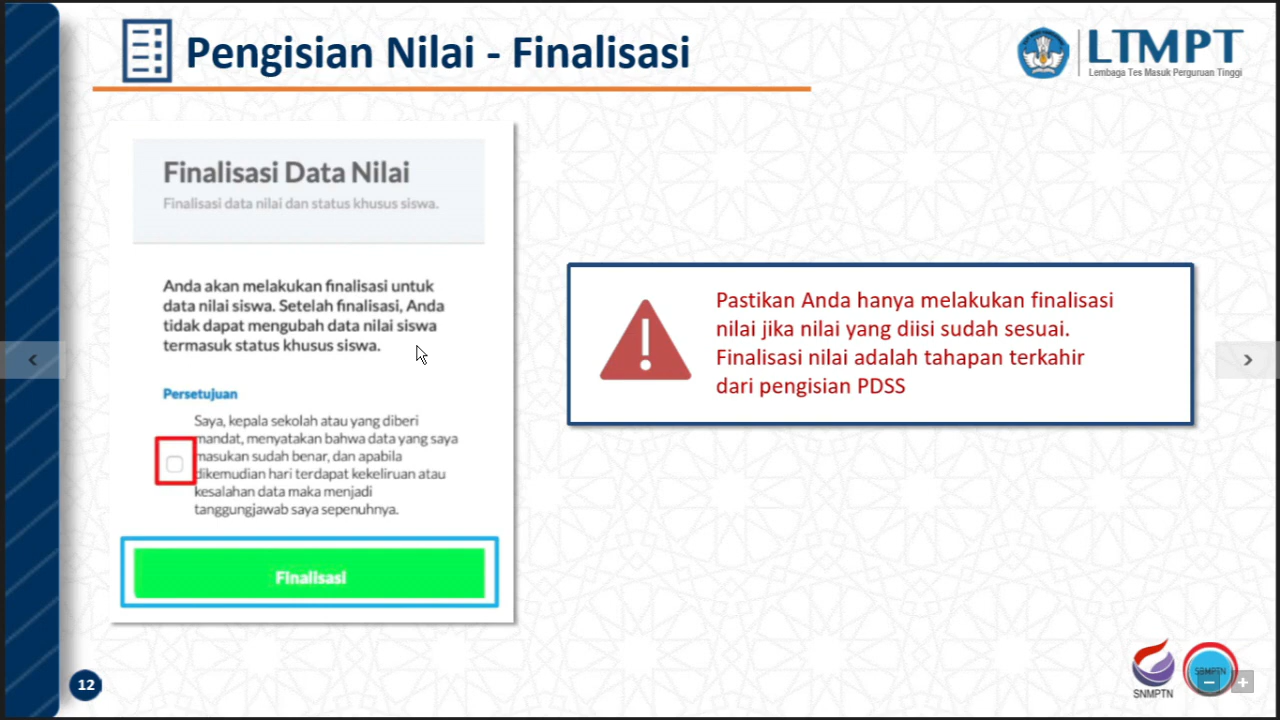 Pengisian Nilai - Finalisasi
LTMPT
Lembaga Tes Masuk Perguruan Tinggi
Finalisasi Data Nilai
Finalisasi data nilai dan status khusus siswa.
Anda akan melakukan finalisasi untuk
data nilai siswa. Setelah finalisasi, Anda
tidak dapat mengubah data nilai siswa
termasuk status khusus siswa.
Persetujuan
Saya, kepala sekolah atau yang diberi
mandat, menyatakan bahwa data yang saya
masukan sudah benar, dan apabila
dikemudian hari terdapat kekeliruan atau
kesalahan data maka menjadi
tanggungjawab saya sepenuhnya.
Finalisasi
Pastikan Anda hanya melakukan finalisasi
nilai jika nilai yang diisi sudah sesuai.
Finalisasi nilai adalah tahapan terkahir
dari pengisian PDSS
12
SNMPTN
SBMPTN